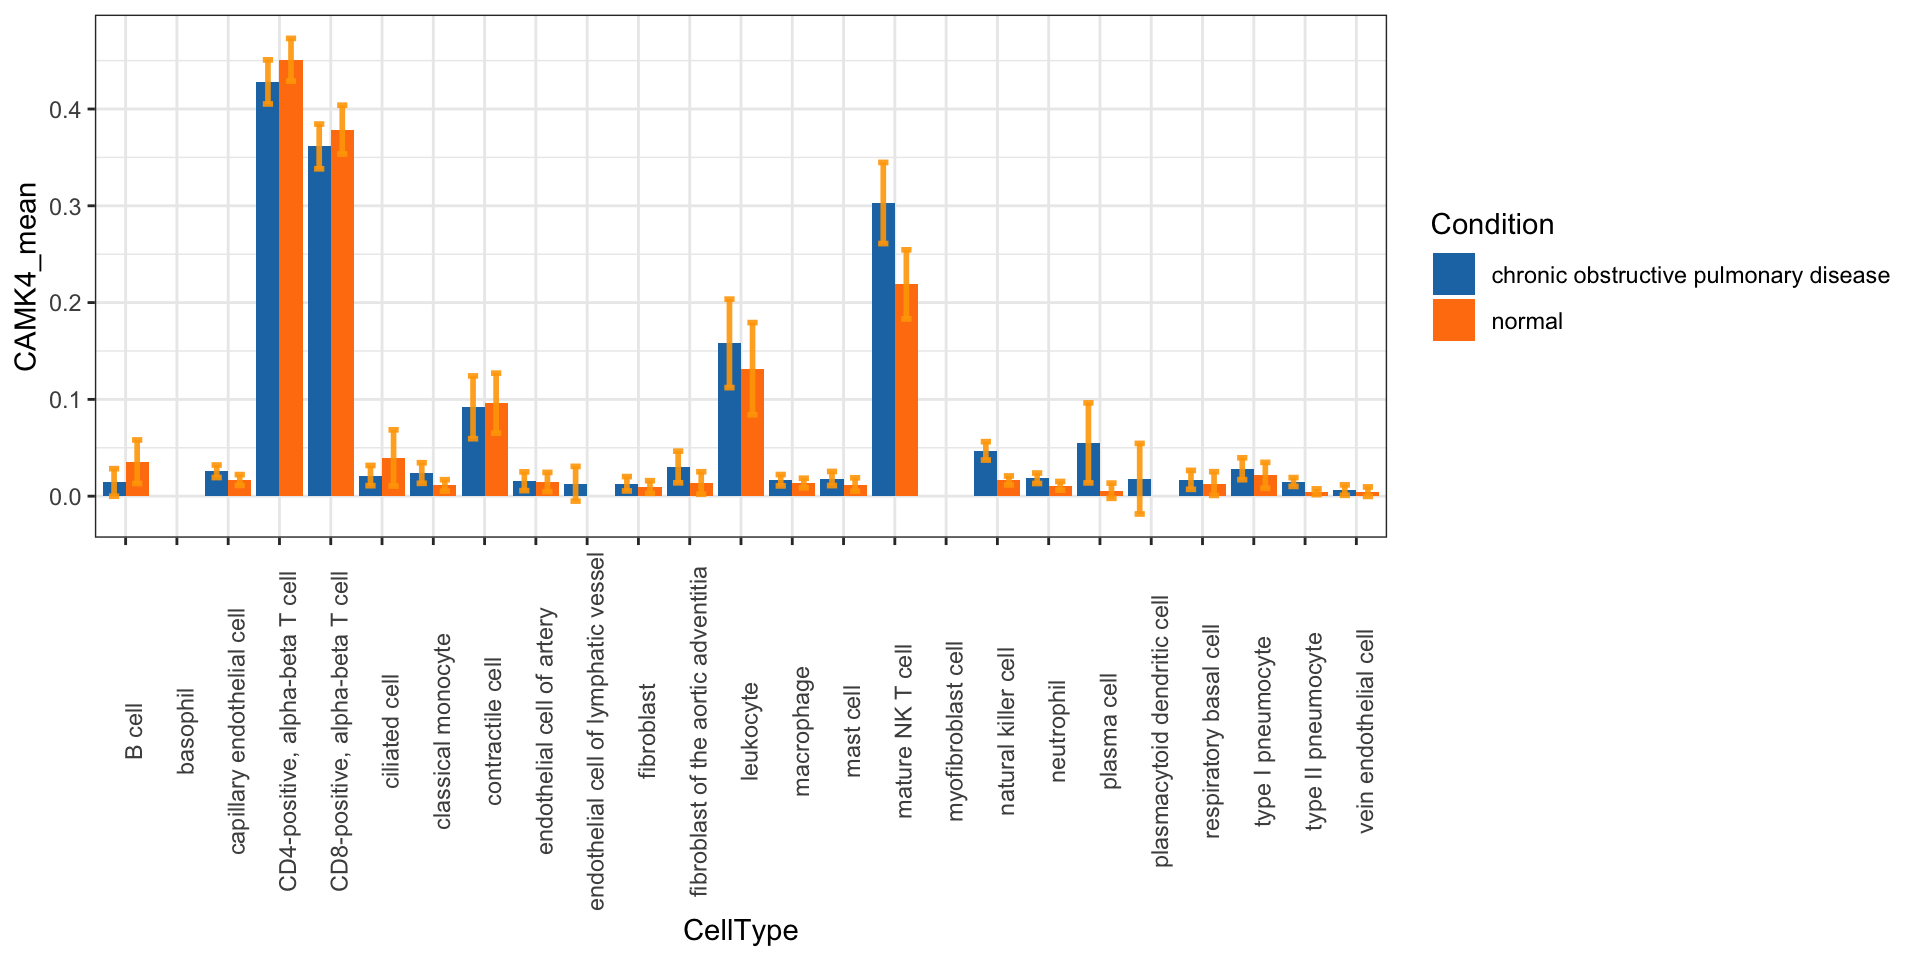 CAMK4_mean
0.4
0.3
0.2
0.1
0.0
B cell
basophil
capillary endothelial cell
CD4-positive, alpha-beta T cell
CD8-positive, alpha-beta T cell
ciliated cell
classical monocyte
contractile cell
endothelial cell of artery
endothelial cell of lymphatic vessel
fibroblast
fibroblast of the aortic adventitia
leukocyte
macrophage
mast cell
mature NK T cell
myofibroblast cell
natural killer cell
neutrophil
plasma cell
plasmacytoid dendritic cell
respiratory basal cell
type I pneumocyte
type II pneumocyte
vein endothelial cell
CellType
Condition
chronic obstructive pulmonary disease
normal